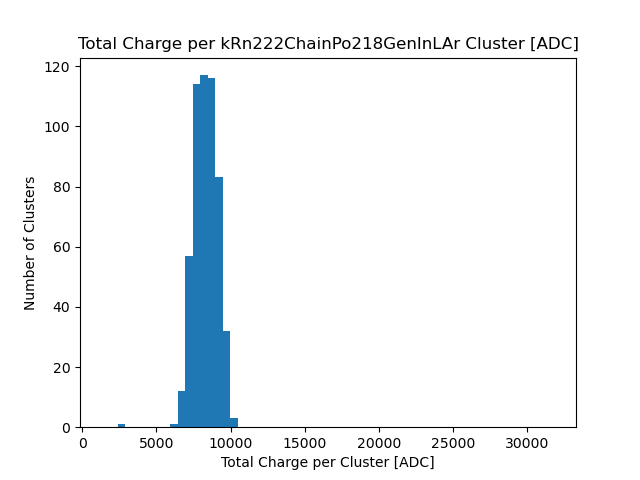 Total Charge per kRn222ChainPo218GenInLAr Cluster [ADC]
120
100
80
60
40
20
0
Number of Clusters
0 5000 10000 15000 20000 25000 30000
Total Charge per Cluster [ADC]